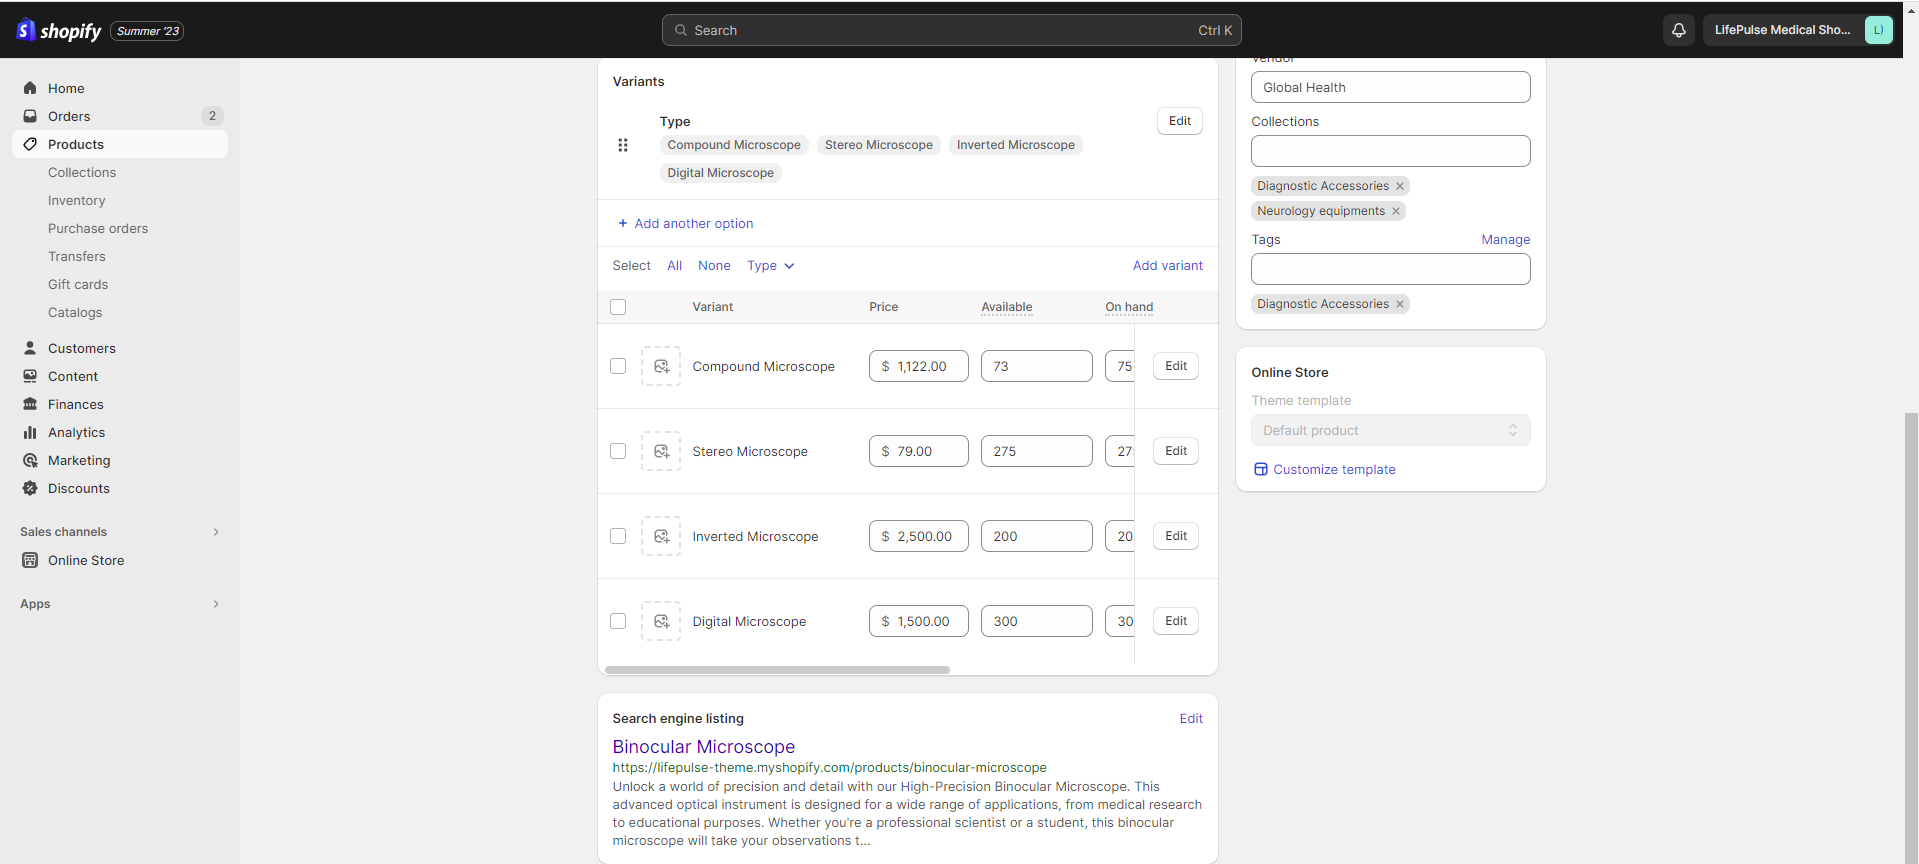 shopify
Summer '23
Search
Ctrl K
LifePulse Medical Sho...
L)
Home
Orders
2
Products
Collections
Inventory
Purchase orders
Transfers
Gift cards
Catalogs
Customers
Content
Finances
Analytics
Marketing
Discounts
Sales channels
Online Store
Apps
Variants
Type
Edit
Compound Microscope
Stereo Microscope
Inverted Microscope
Digital Microscope
+ Add another option
Select All None Type
Add variant
Variant Price Available On hand
Compound Microscope $ 1,122.00 73 75 Edit
Stereo Microscope $ 79.00 275 27 Edit
Inverted Microscope $ 2,500.00 200 20 Edit
Digital Microscope $ 1,500.00 300 30 Edit
Search engine listing
Edit
Binocular Microscope
https://lifepulse-theme.myshopify.com/products/binocular-microscope
Unlock a world of precision and detail with our High-Precision Binocular Microscope. This
advanced optical instrument is designed for a wide range of applications, from medical research
to educational purposes. Whether you're a professional scientist or a student, this binocular
microscope will take your observations t...
Vendor
Global Health
Collections
Diagnostic Accessories
Neurology equipments
Tags
Manage
Diagnostic Accessories
Online Store
Theme template
Default product
Customize template